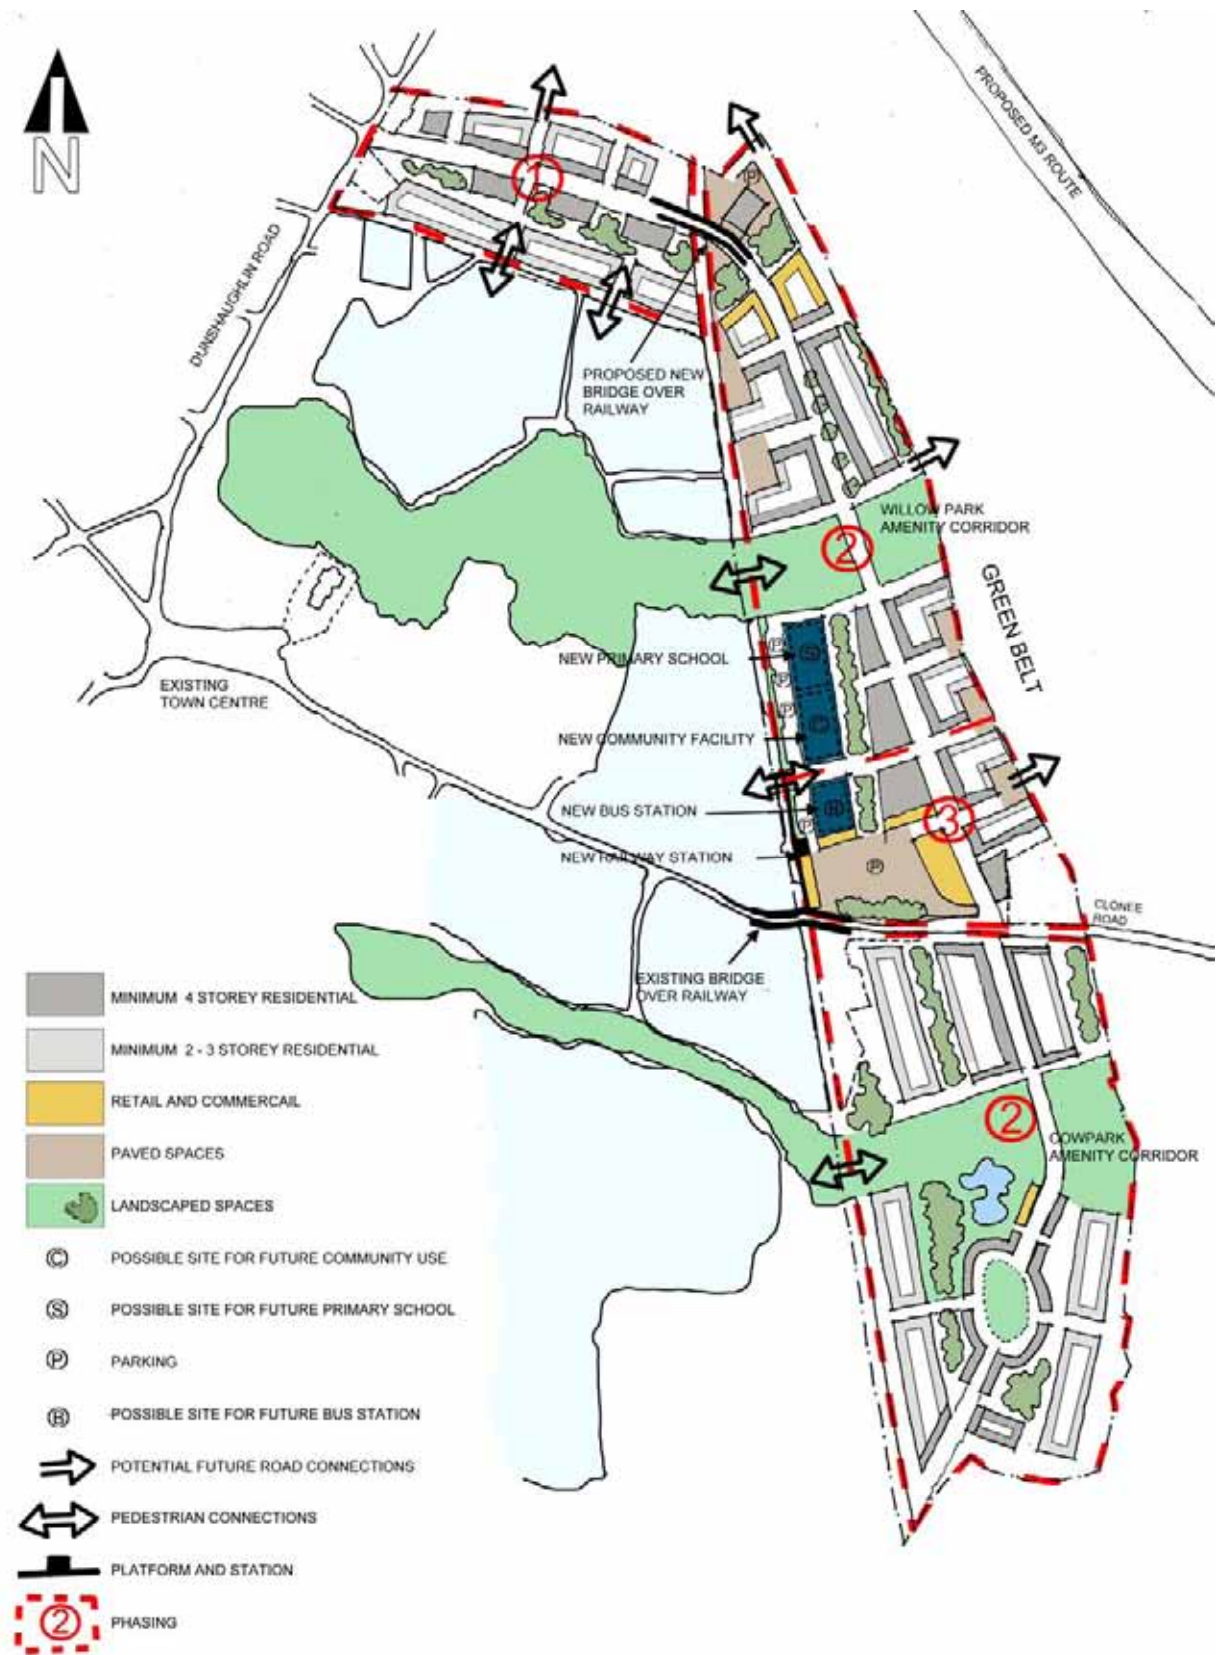 N
PROPOSED M3 ROUTE
DUNSHAUGHLIN ROAD
1
P
PROPOSED NEW
BRIDGE OVER
RAILWAY
WILLOW PARK
AMENITY CORRIDOR
2
GREEN BELT
NEW PRIMARY SCHOOL
P
S
P
P
EXISTING
TOWN CENTRE
NEW COMMUNITY FACILITY
C
NEW BUS STATION
B
P
3
NEW RAILWAY STATION
P
CLONEE
ROAD
EXISTING BRIDGE
OVER RAILWAY
2
COWPARK
AMENITY CORRIDOR
MINIMUM 4 STOREY RESIDENTIAL
MINIMUM 2 - 3 STOREY RESIDENTIAL
RETAIL AND COMMERCAIL
PAVED SPACES
LANDSCAPED SPACES
C POSSIBLE SITE FOR FUTURE COMMUNITY USE
S POSSIBLE SITE FOR FUTURE PRIMARY SCHOOL
P PARKING
B POSSIBLE SITE FOR FUTURE BUS STATION
POTENTIAL FUTURE ROAD CONNECTIONS
PEDESTRIAN CONNECTIONS
PLATFORM AND STATION
2 PHASING